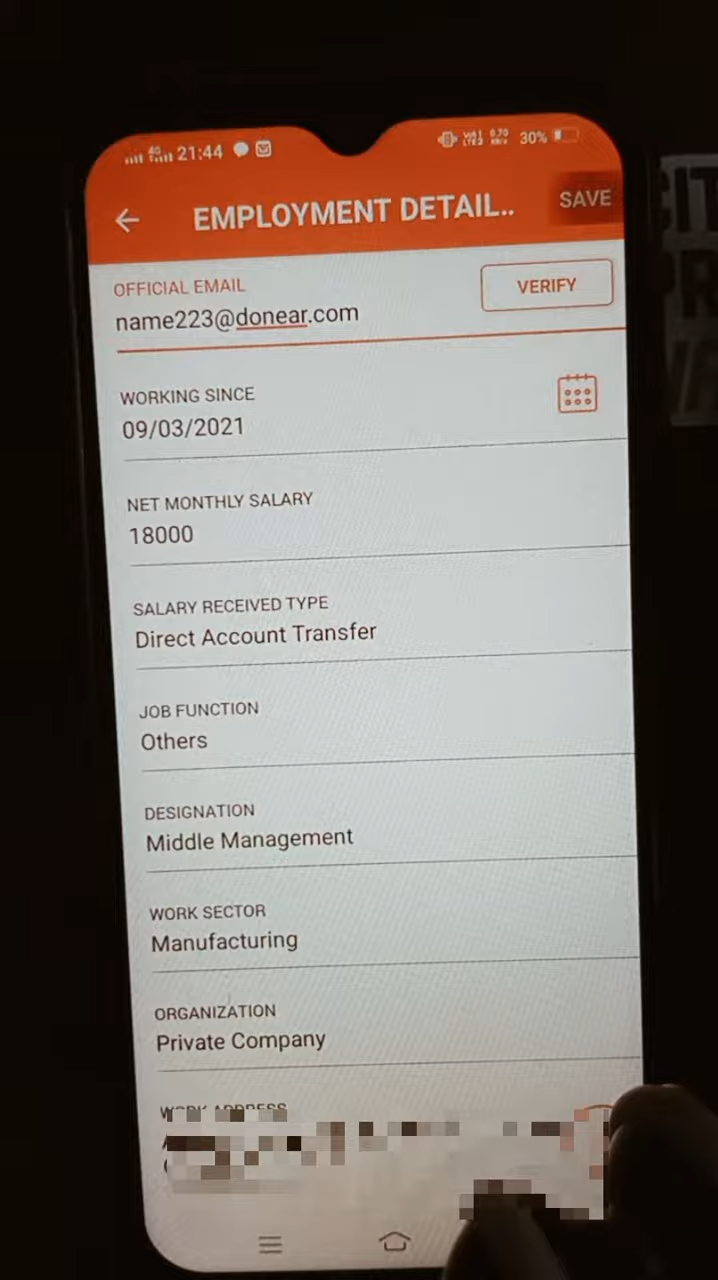 21:44 30%
EMPLOYMENT DETAIL.. SAVE
OFFICIAL EMAIL
name223@donear.com VERIFY
WORKING SINCE
09/03/2021
NET MONTHLY SALARY
18000
SALARY RECEIVED TYPE
Direct Account Transfer
JOB FUNCTION
Others
DESIGNATION
Middle Management
WORK SECTOR
Manufacturing
ORGANIZATION
Private Company
WORK ADDRESS